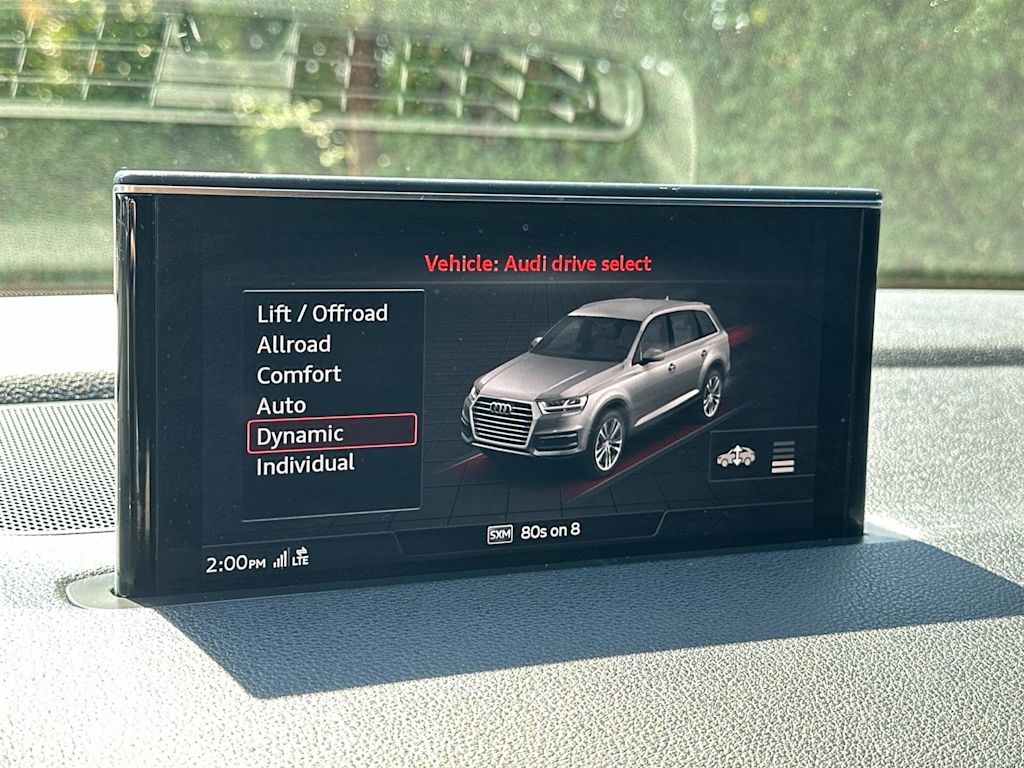 Vehicle: Audi drive select
Lift / Offroad
Allroad
Comfort
Auto
Dynamic
Individual
SXM 80s on 8
2:00PM LTE